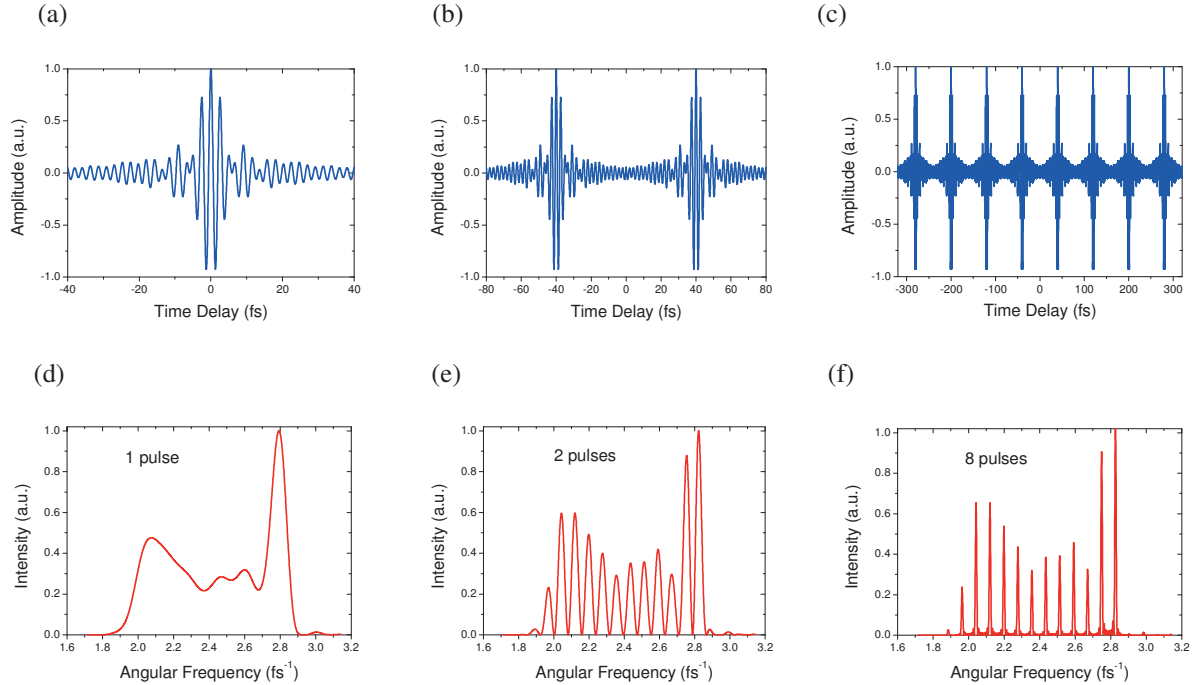 (a)
(b)
(c)
1.0
0.5
0.0
-0.5
-1.0
Amplitude (a.u.)
-40 -20 0 20 40
Time Delay (fs)
1.0
0.5
0.0
-0.5
-1.0
Amplitude (a.u.)
-80 -60 -40 -20 0 20 40 60 80
Time Delay (fs)
1.0
0.5
0.0
-0.5
-1.0
Amplitude (a.u.)
-300 -200 -100 0 100 200 300
Time Delay (fs)
(d)
(e)
(f)
1 pulse
1.0
0.8
0.6
0.4
0.2
0.0
Intensity (a.u.)
1.6 1.8 2.0 2.2 2.4 2.6 2.8 3.0 3.2
Angular Frequency (fs⁻¹)
2 pulses
1.0
0.8
0.6
0.4
0.2
0.0
Intensity (a.u.)
1.6 1.8 2.0 2.2 2.4 2.6 2.8 3.0 3.2
Angular Frequency (fs⁻¹)
8 pulses
1.0
0.8
0.6
0.4
0.2
0.0
Intensity (a.u.)
1.6 1.8 2.0 2.2 2.4 2.6 2.8 3.0 3.2
Angular Frequency (fs⁻¹)